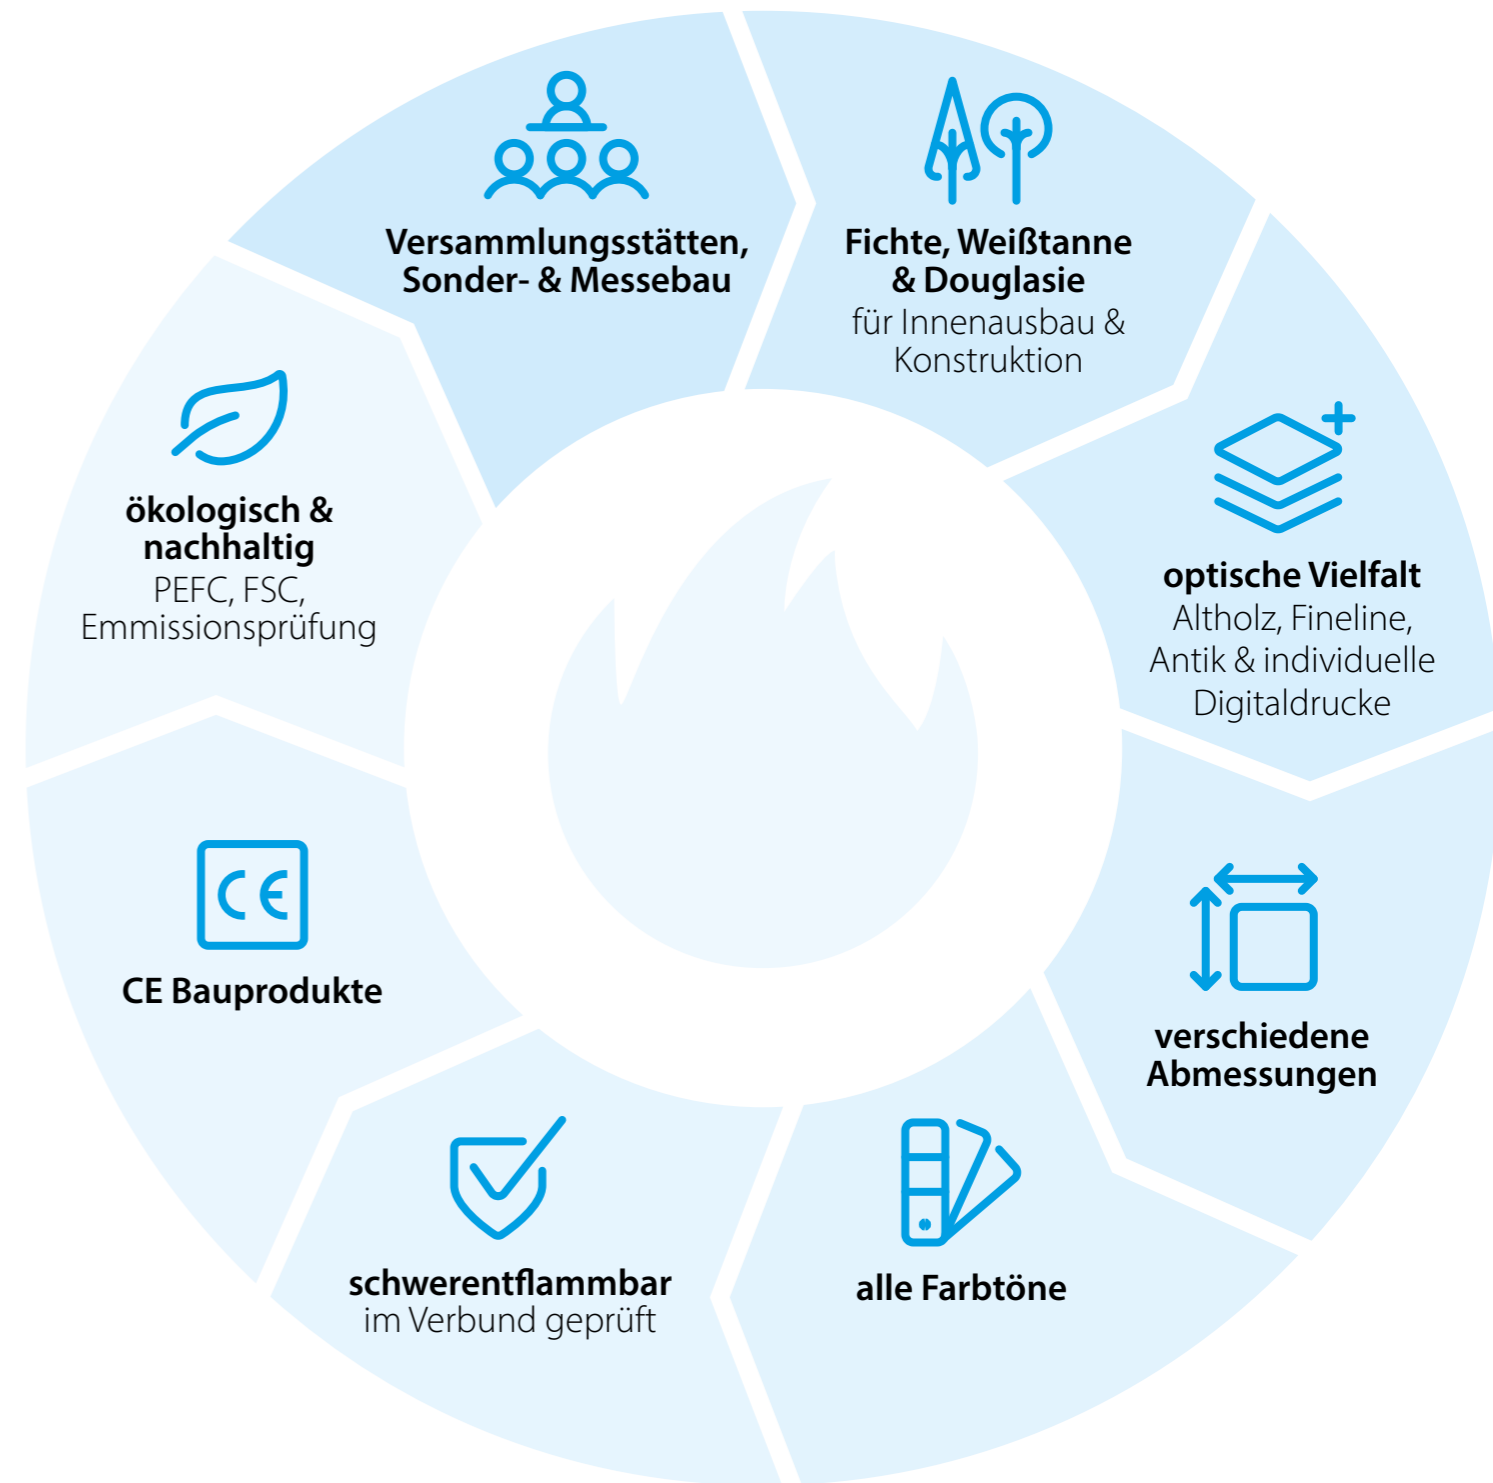 Versammlungsstätten,
Sonder- & Messebau
Fichte, Weißtanne
& Douglasie
für Innenausbau &
Konstruktion
optische Vielfalt
Altholz, Fineline,
Antik & individuelle
Digitaldrucke
verschiedene
Abmessungen
alle Farbtöne
schwerentflammbar
im Verbund geprüft
CE
CE Bauprodukte
ökologisch &
nachhaltig
PEFC, FSC,
Emmissionsprüfung